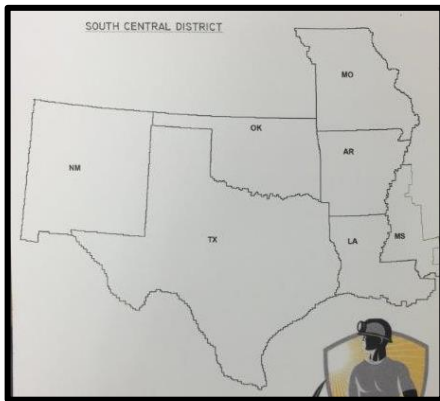 SOUTH CENTRAL DISTRICT
MO
OK
AR
NM
TX
LA
MS